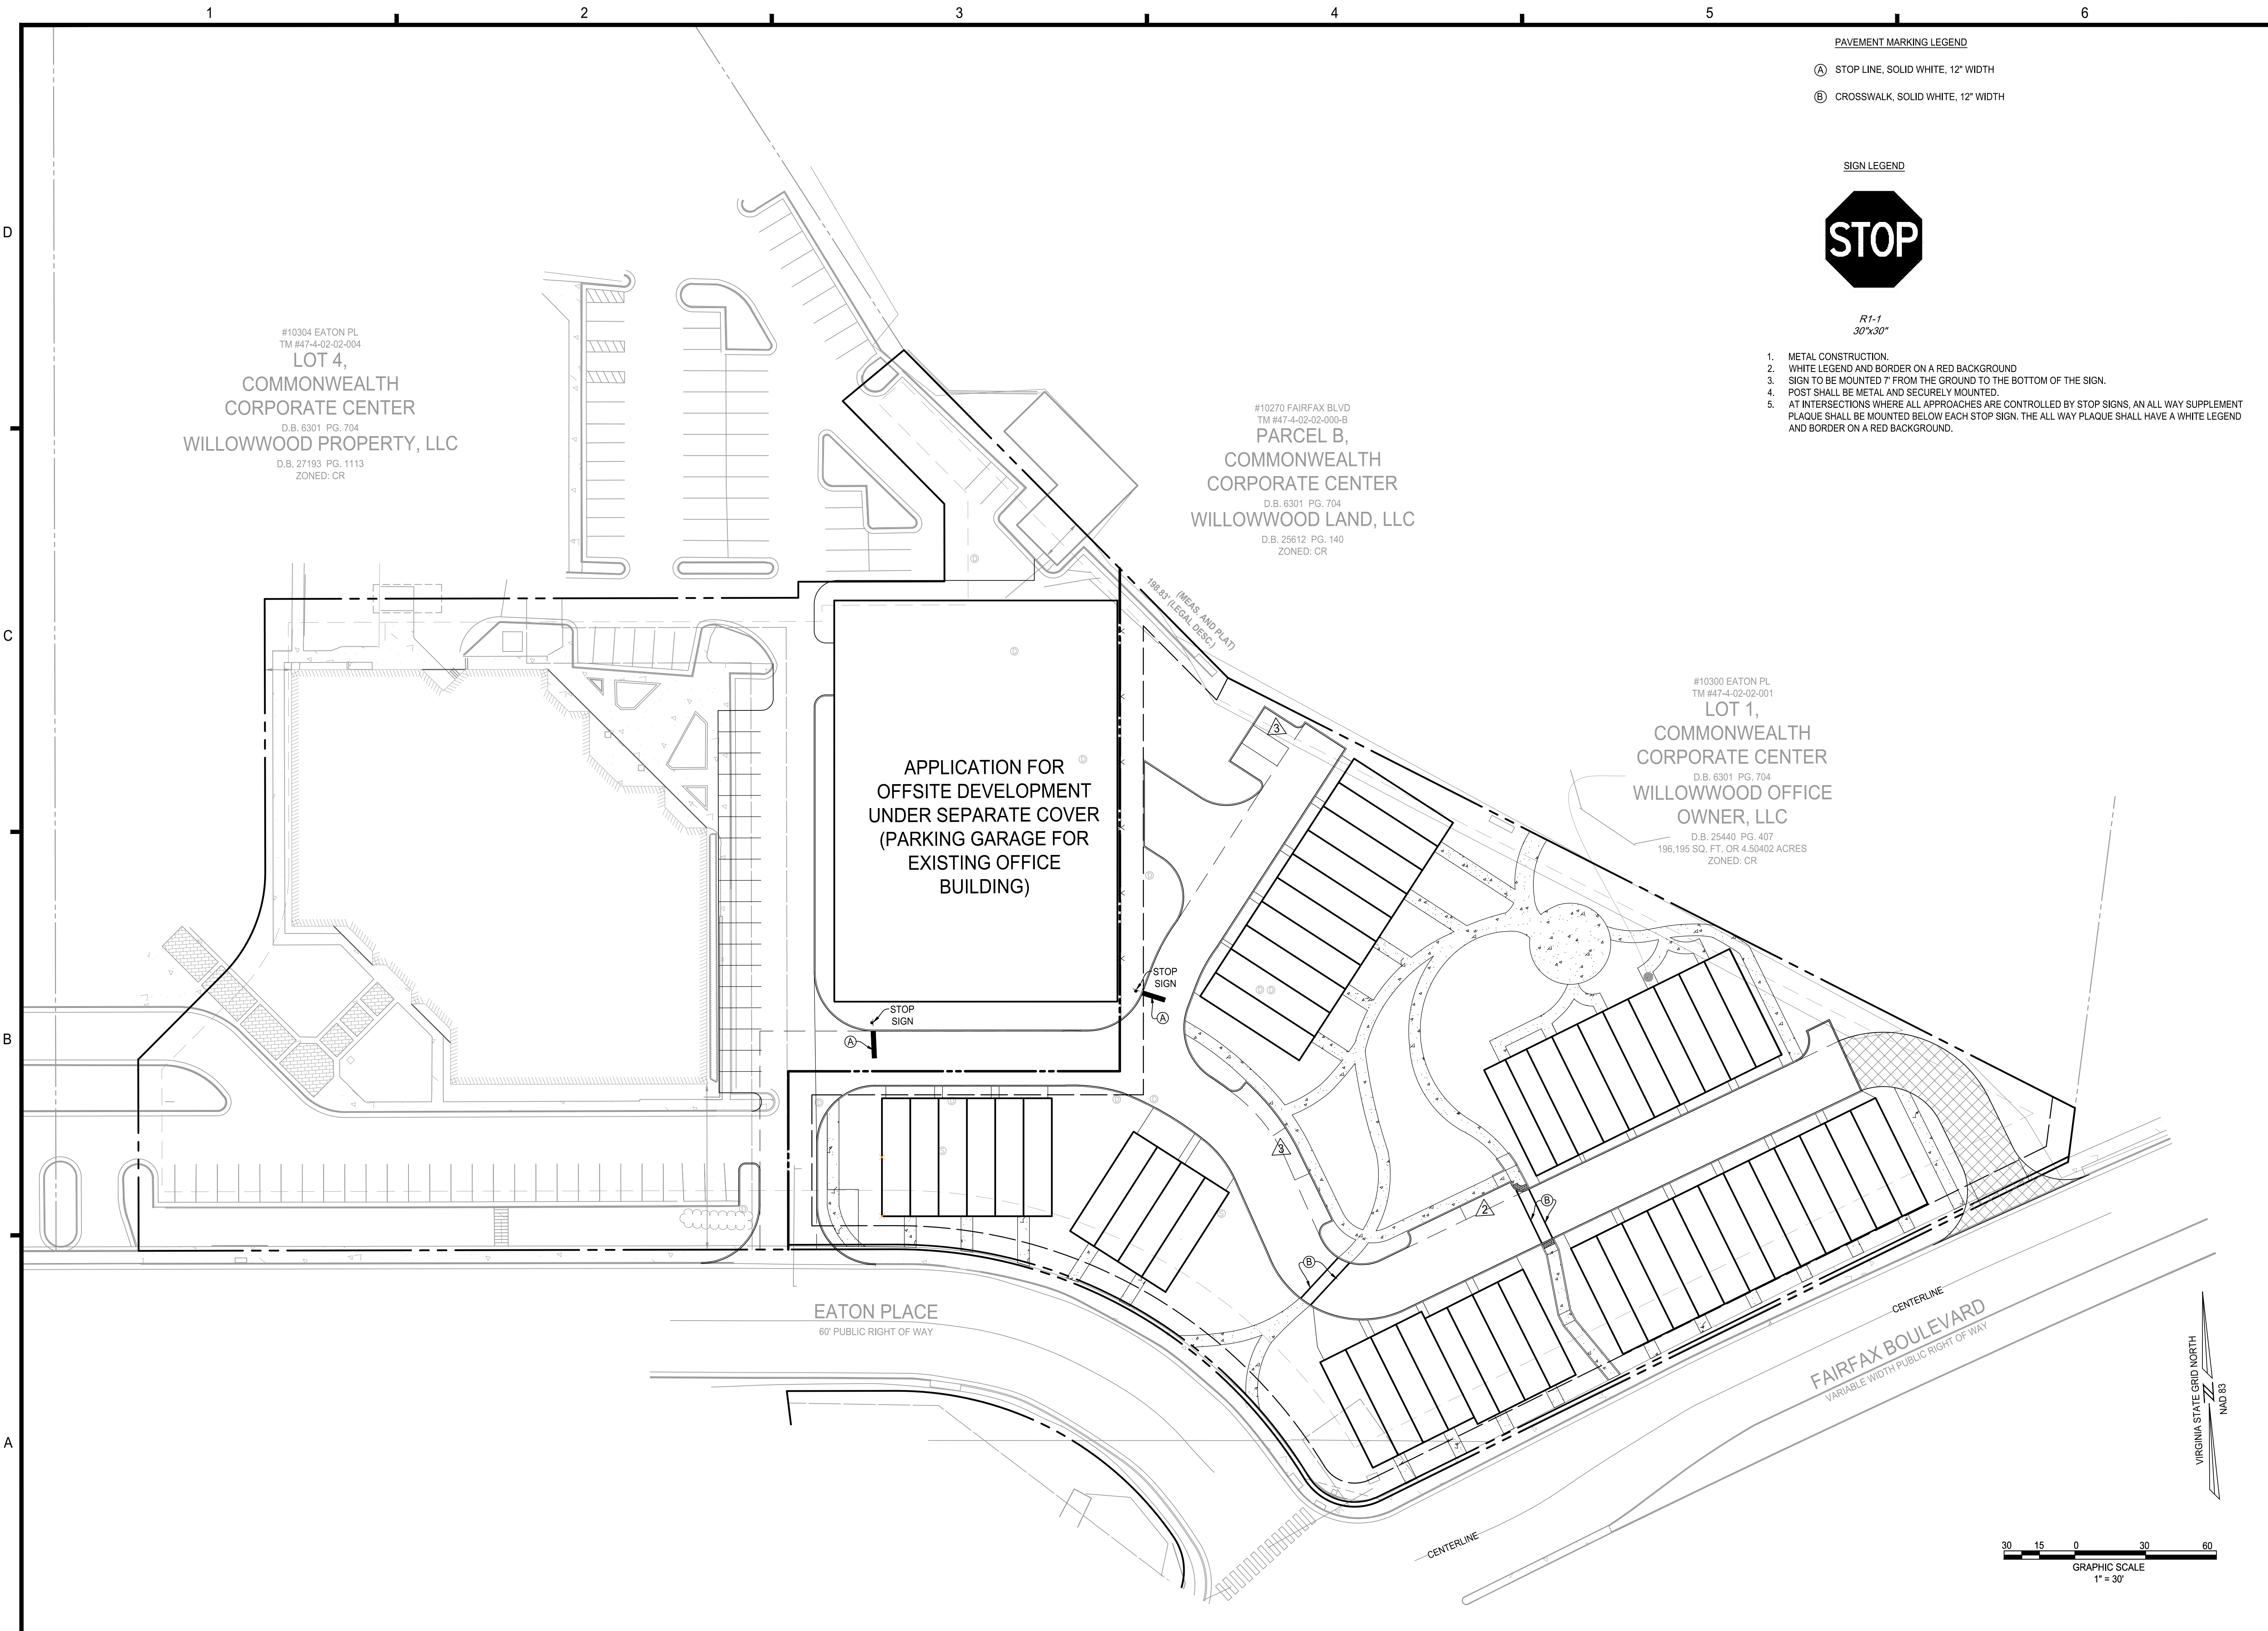 1 2 3 4 5 6
PAVEMENT MARKING LEGEND
A STOP LINE, SOLID WHITE, 12" WIDTH
B CROSSWALK, SOLID WHITE, 12" WIDTH
SIGN LEGEND
STOP
R1-1
30"x30"
1. METAL CONSTRUCTION.
2. WHITE LEGEND AND BORDER ON A RED BACKGROUND
3. SIGN TO BE MOUNTED 7' FROM THE GROUND TO THE BOTTOM OF THE SIGN.
4. POST SHALL BE METAL AND SECURELY MOUNTED.
5. AT INTERSECTIONS WHERE ALL APPROACHES ARE CONTROLLED BY STOP SIGNS, AN ALL WAY SUPPLEMENT
PLAQUE SHALL BE MOUNTED BELOW EACH STOP SIGN. THE ALL WAY PLAQUE SHALL HAVE A WHITE LEGEND
AND BORDER ON A RED BACKGROUND.
D
#10304 EATON PL
TM #47-4-02-02-004
LOT 4,
COMMONWEALTH
CORPORATE CENTER
D.B. 6301 PG. 704
WILLOWWOOD PROPERTY, LLC
D.B. 27193 PG. 1113
ZONED: CR
#10270 FAIRFAX BLVD
TM #47-4-02-02-000-B
PARCEL B,
COMMONWEALTH
CORPORATE CENTER
D.B. 6301 PG. 704
WILLOWWOOD LAND, LLC
D.B. 25612 PG. 140
ZONED: CR
(MEAS. AND PLAT)
198.83' (LEGAL DESC.)
C
#10300 EATON PL
TM #47-4-02-02-001
LOT 1,
COMMONWEALTH
CORPORATE CENTER
D.B. 6301 PG. 704
WILLOWWOOD OFFICE
OWNER, LLC
D.B. 25440 PG. 407
196,195 SQ. FT. OR 4.50402 ACRES
ZONED: CR
3
APPLICATION FOR
OFFSITE DEVELOPMENT
UNDER SEPARATE COVER
(PARKING GARAGE FOR
EXISTING OFFICE
BUILDING)
STOP
SIGN
A
STOP
SIGN
A
B
3
2
B
B
EATON PLACE
60' PUBLIC RIGHT OF WAY
CENTERLINE
FAIRFAX BOULEVARD
VARIABLE WIDTH PUBLIC RIGHT OF WAY
CENTERLINE
A
VIRGINIA STATE GRID NORTH
NAD 83
30 15 0 30 60
GRAPHIC SCALE
1" = 30'